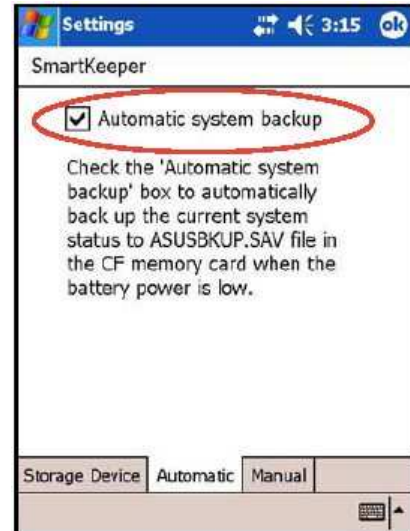 Settings 3:15 ok
SmartKeeper
Automatic system backup
Check the 'Automatic system
backup' box to automatically
back up the current system
status to ASUSBKUP.SAV file in
the CF memory card when the
battery power is low.
Storage Device Automatic Manual